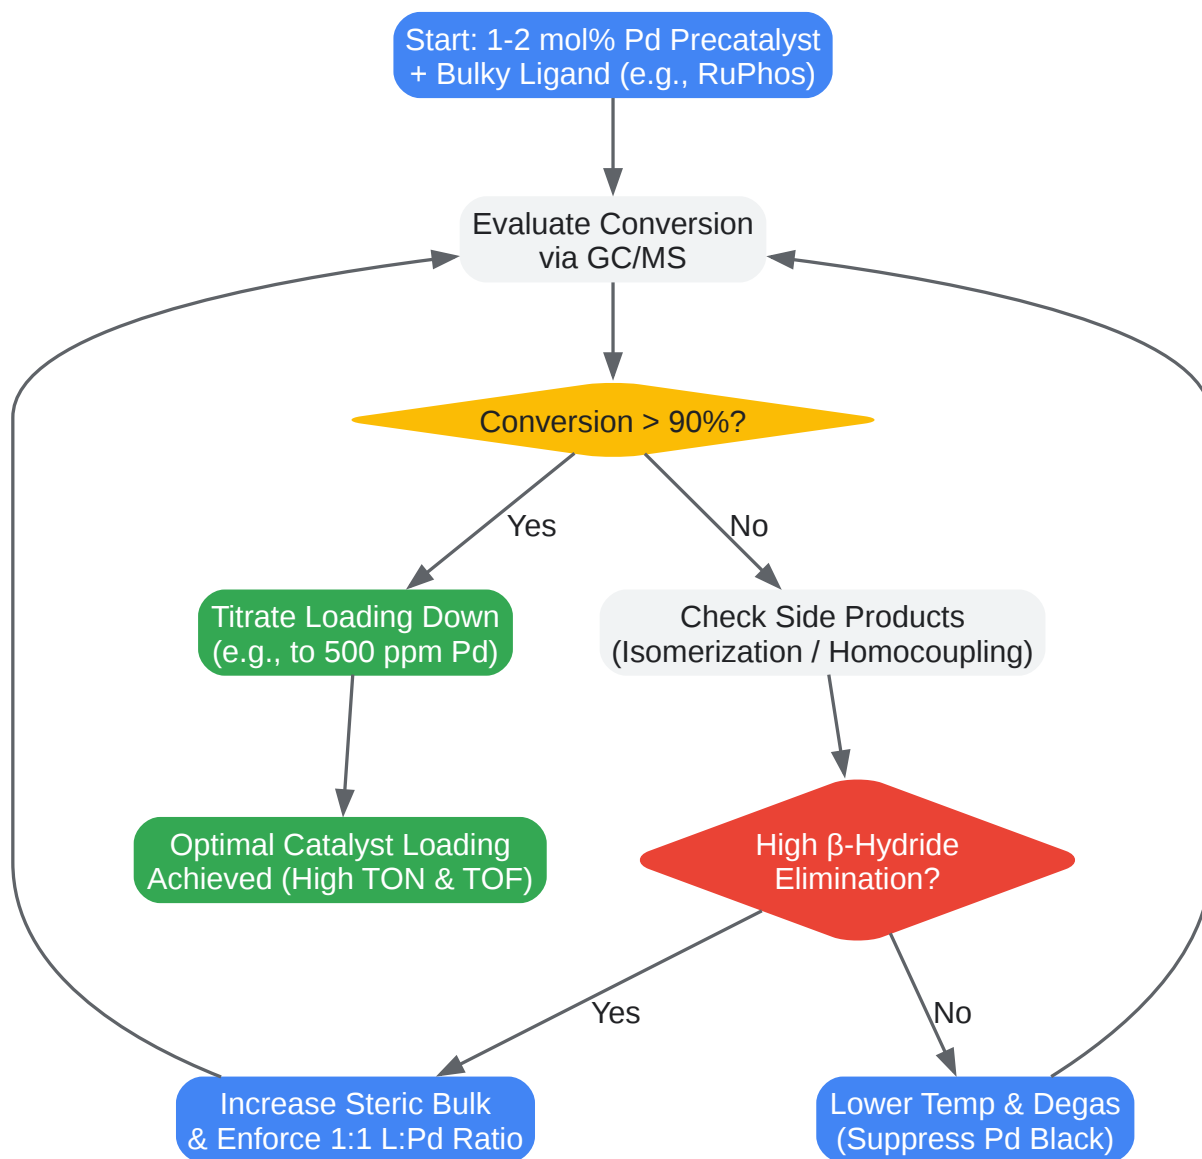 Start: 1-2 mol% Pd Precatalyst
+ Bulky Ligand (e.g., RuPhos)
Evaluate Conversion
via GC/MS
Conversion > 90%?
Yes
No
Titrate Loading Down
(e.g., to 500 ppm Pd)
Check Side Products
(Isomerization / Homocoupling)
Optimal Catalyst Loading
Achieved (High TON & TOF)
High β-Hydride
Elimination?
Yes
No
Increase Steric Bulk
& Enforce 1:1 L:Pd Ratio
Lower Temp & Degas
(Suppress Pd Black)